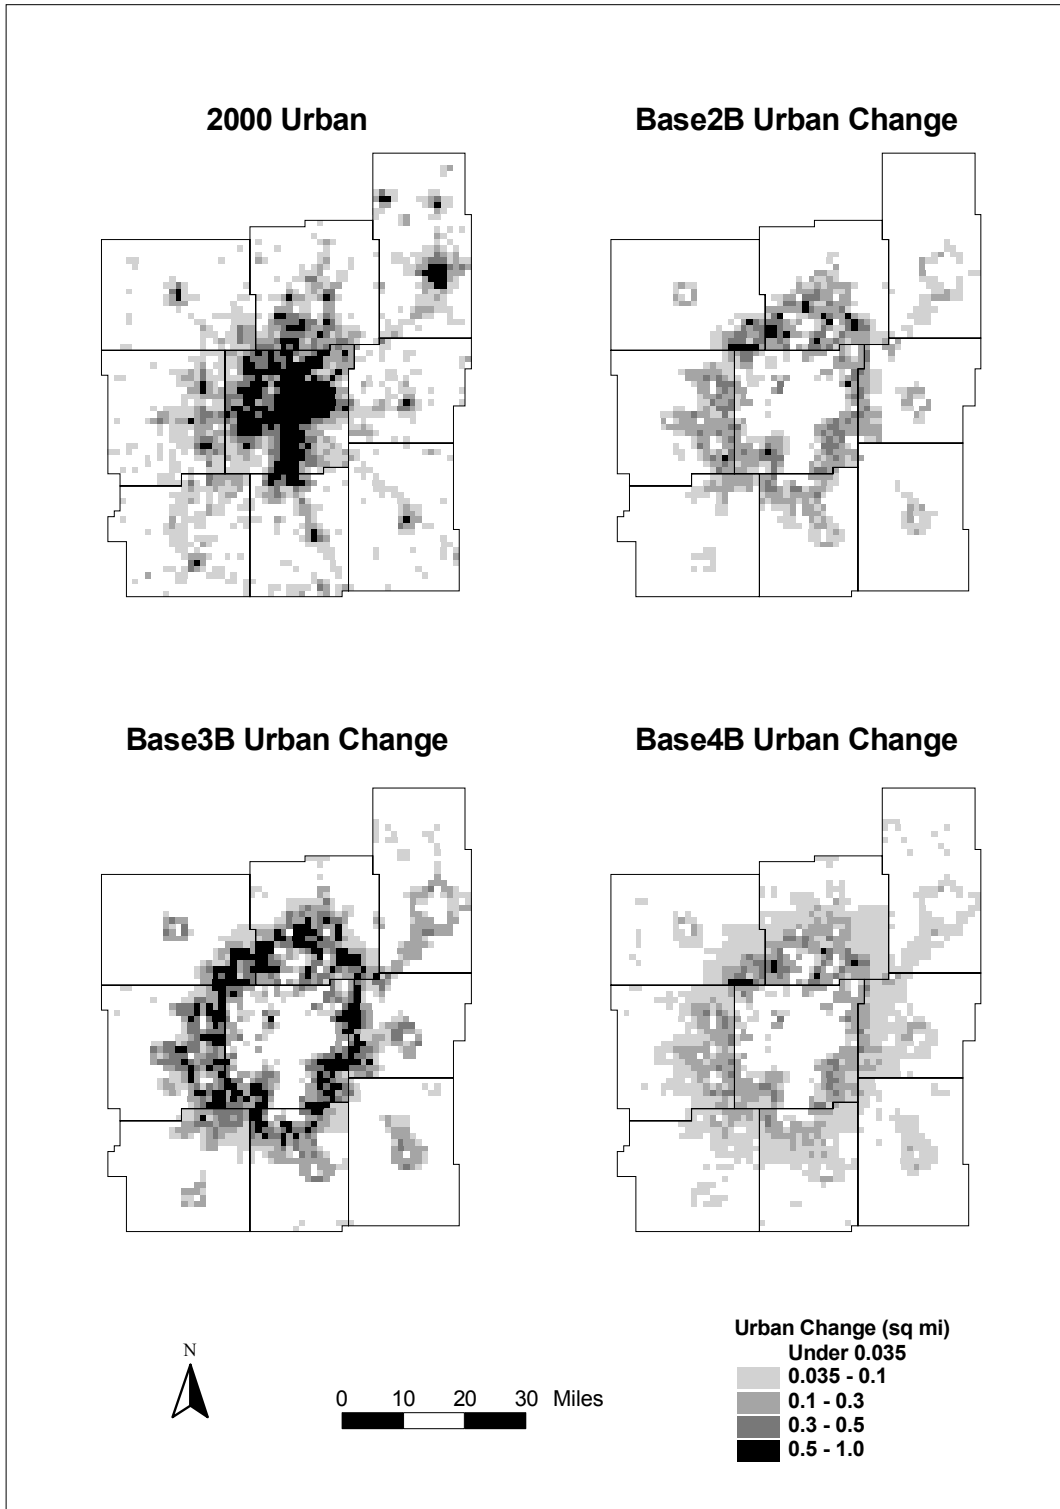 2000 Urban
Base2B Urban Change
Base3B Urban Change
Base4B Urban Change
N
0 10 20 30 Miles
Urban Change (sq mi)
Under 0.035
0.035 - 0.1
0.1 - 0.3
0.3 - 0.5
0.5 - 1.0